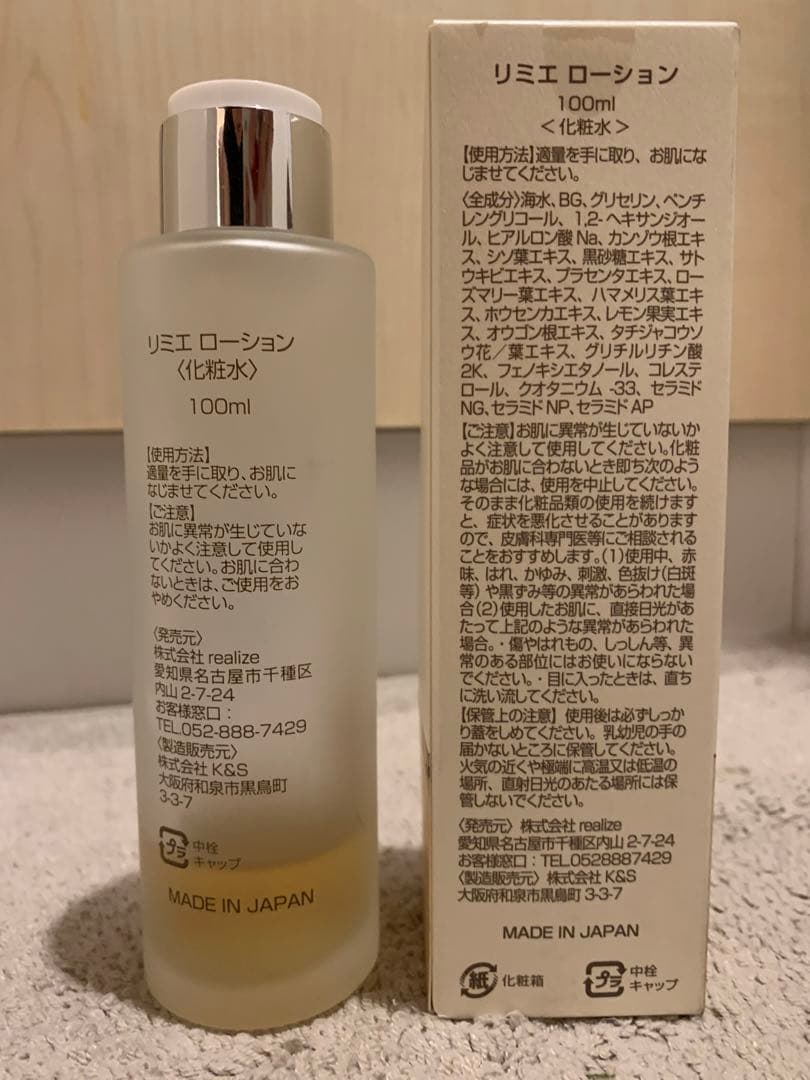 リミエ ローション
〈化粧水〉
100ml
【使用方法】
適量を手に取り、お肌に
なじませてください。
【ご注意】
お肌に異常が生じていな
いかよく注意して使用し
てください。お肌に合わ
ないときは、ご使用をお
やめください。
〈発売元〉
株式会社 realize
愛知県名古屋市千種区
内山 2-7-24
お客様窓口：
TEL.052-888-7429
〈製造販売元〉
株式会社 K&S
大阪府和泉市黒鳥町
3-3-7
プラ 中栓
キャップ
MADE IN JAPAN
リミエ ローション
100ml
＜化粧水＞
【使用方法】適量を手に取り、お肌にな
じませてください。
〈全成分〉海水、BG、グリセリン、ペンチ
レングリコール、1,2-ヘキサンジオー
ル、ヒアルロン酸 Na、カンゾウ根エキ
ス、シソ葉エキス、黒砂糖エキス、サト
ウキビエキス、プラセンタエキス、ロー
ズマリー葉エキス、ハマメリス葉エキ
ス、ホウセンカエキス、レモン果実エキ
ス、オウゴン根エキス、タチジャコウソ
ウ花／葉エキス、グリチルリチン酸
2K、フェノキシエタノール、コレステ
ロール、クオタニウム -33、セラミド
NG、セラミド NP、セラミド AP
【ご注意】お肌に異常が生じていないか
よく注意して使用してください。化粧
品がお肌に合わないとき即ち次のよう
な場合には、使用を中止してください。
そのまま化粧品類の使用を続けます
と、症状を悪化させることがあります
ので、皮膚科専門医等にご相談される
ことをおすすめします。（1）使用中、赤
味、はれ、かゆみ、刺激、色抜け（白斑
等）や黒ずみ等の異常があらわれた場
合（2）使用したお肌に、直接日光があ
たって上記のような異常があらわれた
場合。・傷やはれもの、しっしん等、異
常のある部位にはお使いにならない
でください。・目に入ったときは、直ち
に洗い流してください。
【保管上の注意】 使用後は必ずしっか
り蓋をしめてください。乳幼児の手の
届かないところに保管してください。
火気の近くや極端に高温又は低温の
場所、直射日光のあたる場所には保
管しないでください。
〈発売元〉 株式会社 realize
愛知県名古屋市千種区内山 2-7-24
お客様窓口：TEL.0528887429
〈製造販売元〉株式会社 K&S
大阪府和泉市黒鳥町 3-3-7
MADE IN JAPAN
紙 化粧箱
プラ 中栓
キャップ